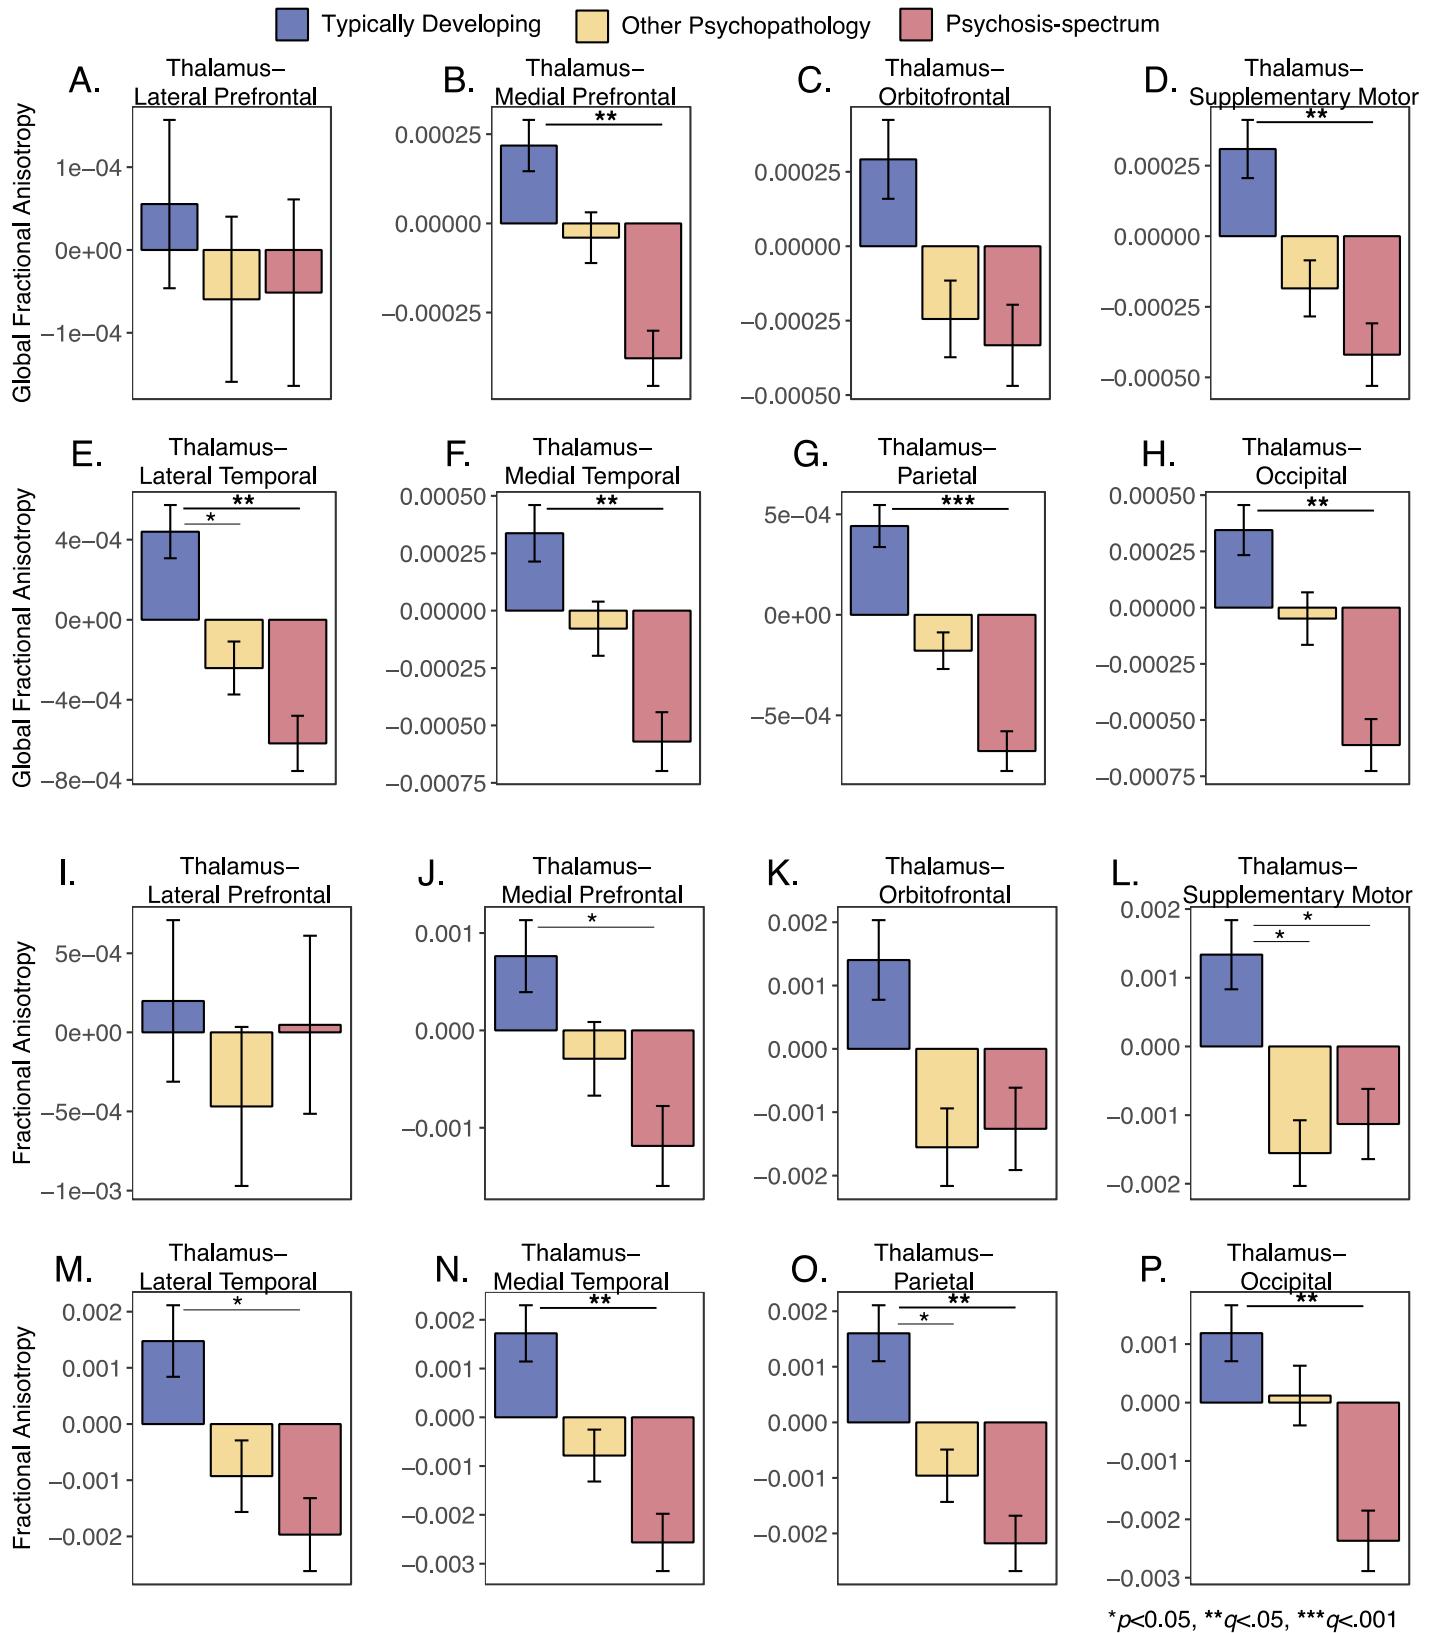 Typically Developing Other Psychopathology Psychosis-spectrum
A. Thalamus–
Lateral Prefrontal
B. Thalamus–
Medial Prefrontal
C. Thalamus–
Orbitofrontal
D. Thalamus–
Supplementary Motor
Global Fractional Anisotropy
1e−04
0e+00
−1e−04
**
0.00025
0.00000
−0.00025
0.00025
0.00000
−0.00025
−0.00050
**
0.00025
0.00000
−0.00025
−0.00050
E. Thalamus–
Lateral Temporal
F. Thalamus–
Medial Temporal
G. Thalamus–
Parietal
H. Thalamus–
Occipital
Global Fractional Anisotropy
**
*
4e−04
0e+00
−4e−04
−8e−04
**
0.00050
0.00025
0.00000
−0.00025
−0.00050
−0.00075
***
5e−04
0e+00
−5e−04
**
0.00050
0.00025
0.00000
−0.00025
−0.00050
−0.00075
I. Thalamus–
Lateral Prefrontal
J. Thalamus–
Medial Prefrontal
K. Thalamus–
Orbitofrontal
L. Thalamus–
Supplementary Motor
Fractional Anisotropy
5e−04
0e+00
−5e−04
−1e−03
*
0.001
0.000
−0.001
0.002
0.001
0.000
−0.001
−0.002
*
*
0.002
0.001
0.000
−0.001
−0.002
M. Thalamus–
Lateral Temporal
N. Thalamus–
Medial Temporal
O. Thalamus–
Parietal
P. Thalamus–
Occipital
Fractional Anisotropy
*
0.002
0.001
0.000
−0.001
−0.002
**
0.002
0.001
0.000
−0.001
−0.002
−0.003
**
*
0.002
0.001
0.000
−0.001
−0.002
**
0.001
0.000
−0.001
−0.002
−0.003
*p<0.05, **q<.05, ***q<.001